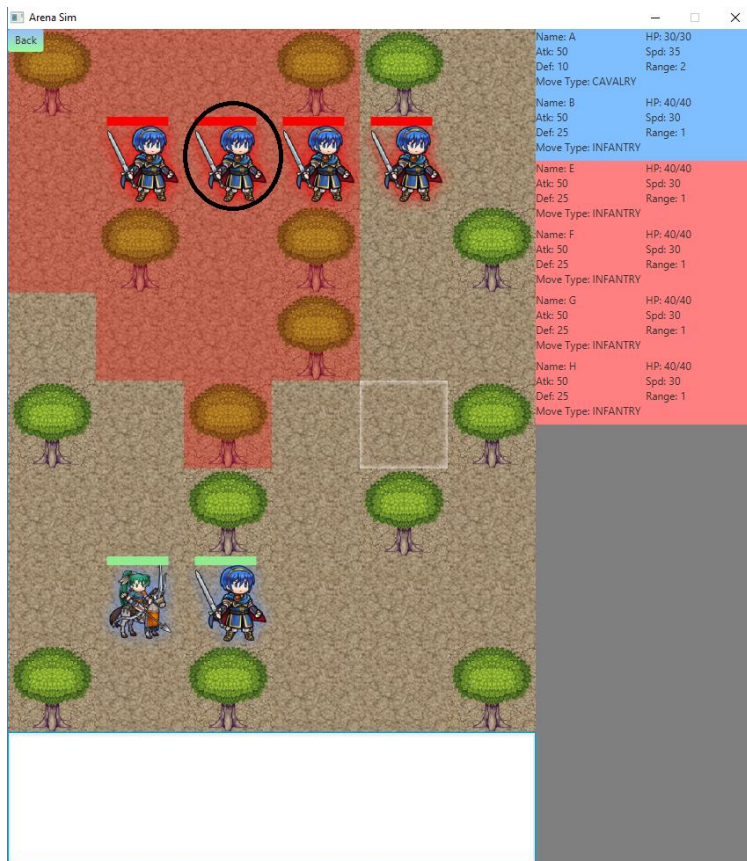 Arena Sim
Back
Name: A HP: 30/30
Atk: 50 Spd: 35
Def: 10 Range: 2
Move Type: CAVALRY
Name: B HP: 40/40
Atk: 50 Spd: 30
Def: 25 Range: 1
Move Type: INFANTRY
Name: E HP: 40/40
Atk: 50 Spd: 30
Def: 25 Range: 1
Move Type: INFANTRY
Name: F HP: 40/40
Atk: 50 Spd: 30
Def: 25 Range: 1
Move Type: INFANTRY
Name: G HP: 40/40
Atk: 50 Spd: 30
Def: 25 Range: 1
Move Type: INFANTRY
Name: H HP: 40/40
Atk: 50 Spd: 30
Def: 25 Range: 1
Move Type: INFANTRY